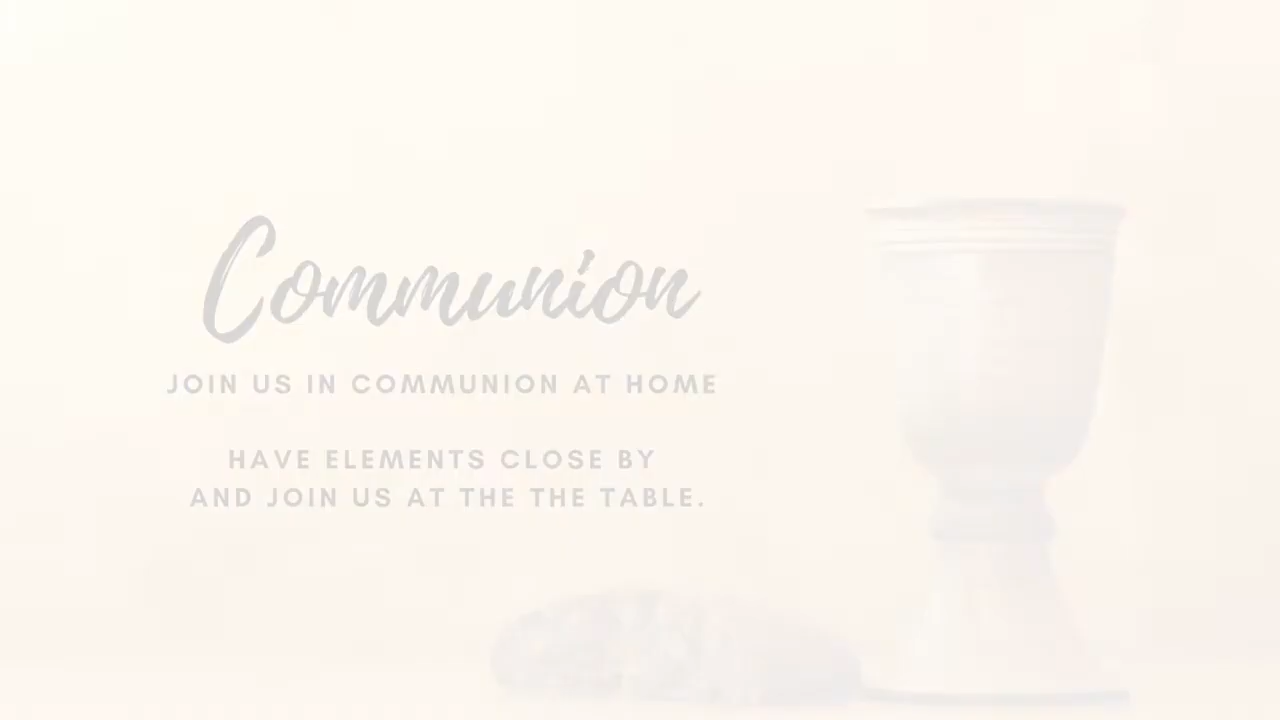 Communion
JOIN US IN COMMUNION AT HOME
HAVE ELEMENTS CLOSE BY
AND JOIN US AT THE THE TABLE.